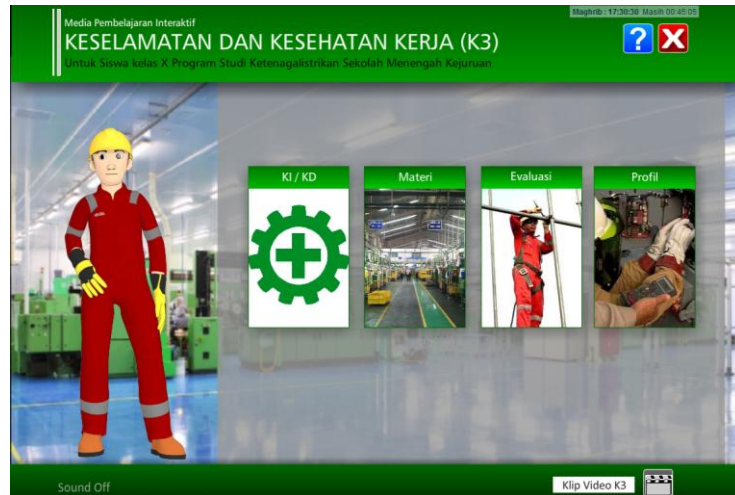 Maghrib : 17:30:30 Masih 00:45:05
Media Pembelajaran Interaktif
KESELAMATAN DAN KESEHATAN KERJA (K3)
Untuk Siswa kelas X Program Studi Ketenagalistrikan Sekolah Menengah Kejuruan
?
X
KI / KD
Materi
Evaluasi
Profil
Sound Off
Klip Video K3